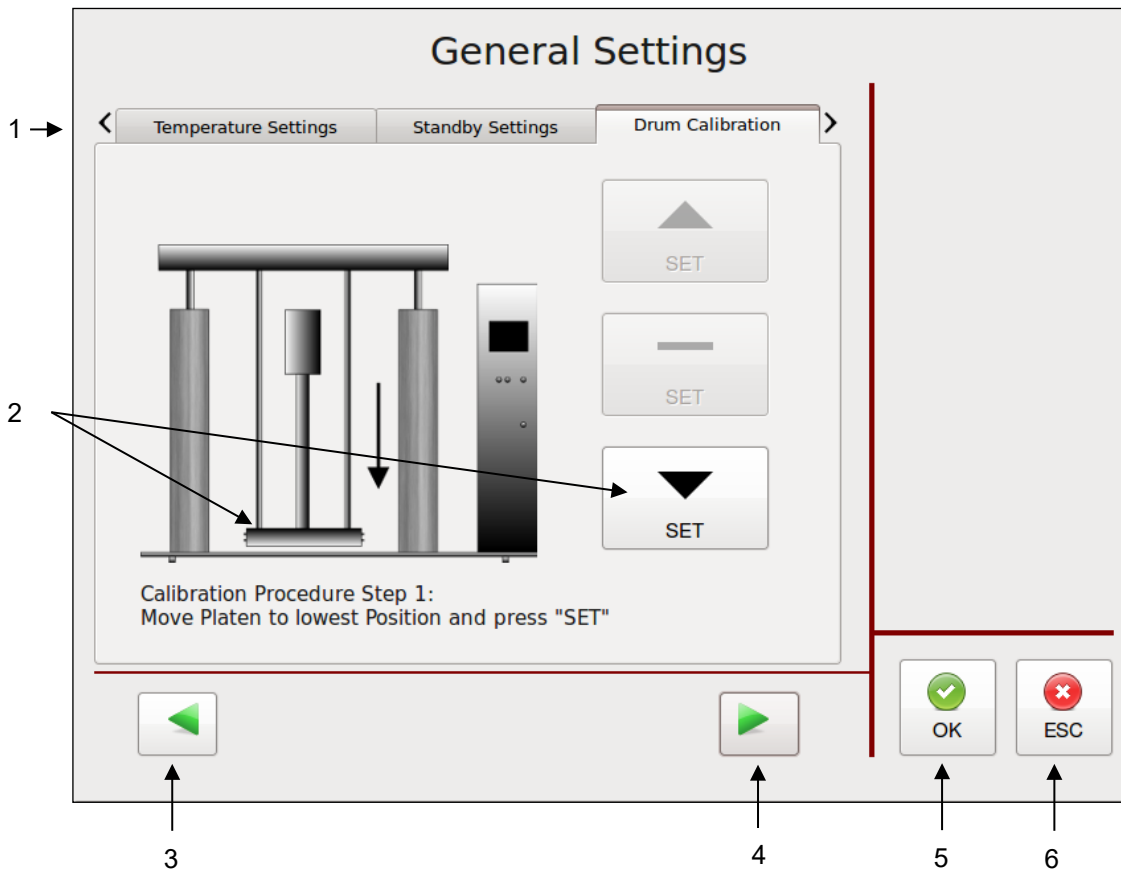 General Settings
1
Temperature Settings
Standby Settings
Drum Calibration
SET
SET
2
SET
Calibration Procedure Step 1:
Move Platen to lowest Position and press "SET"
OK
ESC
3
4
5
6